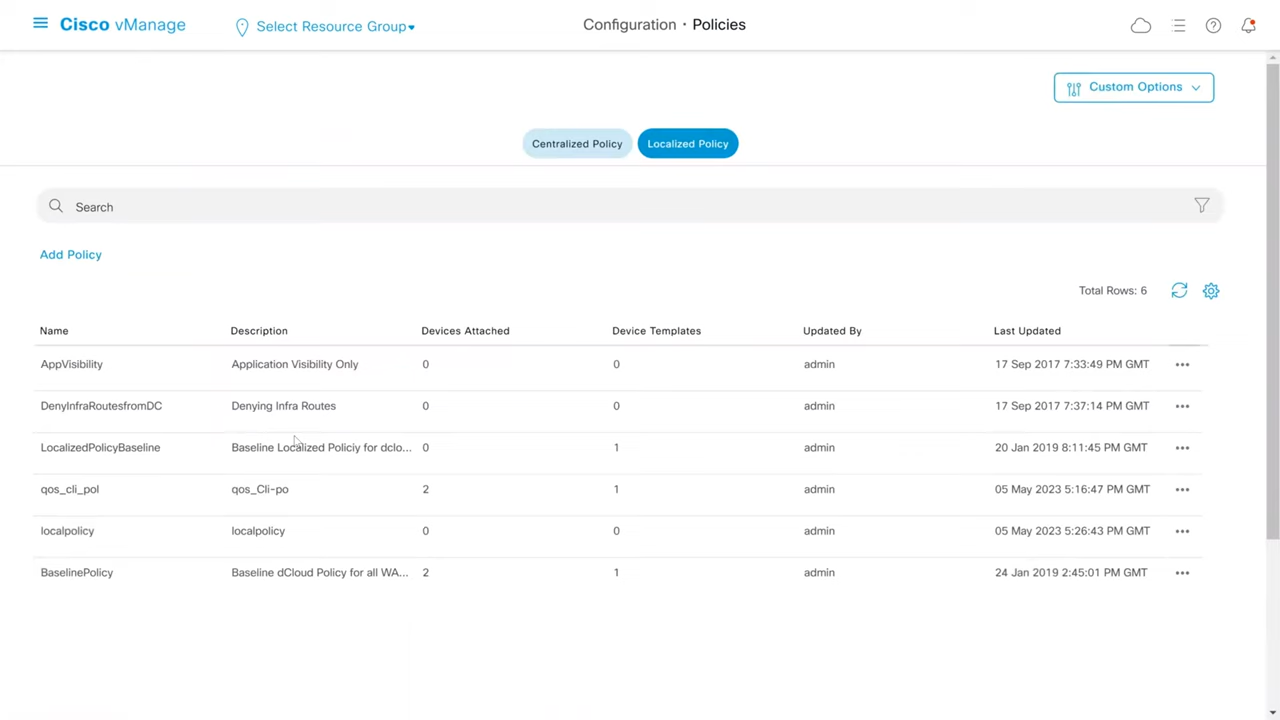 Cisco vManage
Select Resource Group
Configuration · Policies
Custom Options
Centralized Policy
Localized Policy
Search
Add Policy
Total Rows: 6
Name Description Devices Attached Device Templates Updated By Last Updated
AppVisibility Application Visibility Only 0 0 admin 17 Sep 2017 7:33:49 PM GMT
DenyInfraRoutesfromDC Denying Infra Routes 0 0 admin 17 Sep 2017 7:37:14 PM GMT
LocalizedPolicyBaseline Baseline Localized Policiy for dclo... 0 1 admin 20 Jan 2019 8:11:45 PM GMT
qos_cli_pol qos_Cli-po 2 1 admin 05 May 2023 5:16:47 PM GMT
localpolicy localpolicy 0 0 admin 05 May 2023 5:26:43 PM GMT
BaselinePolicy Baseline dCloud Policy for all WA... 2 1 admin 24 Jan 2019 2:45:01 PM GMT